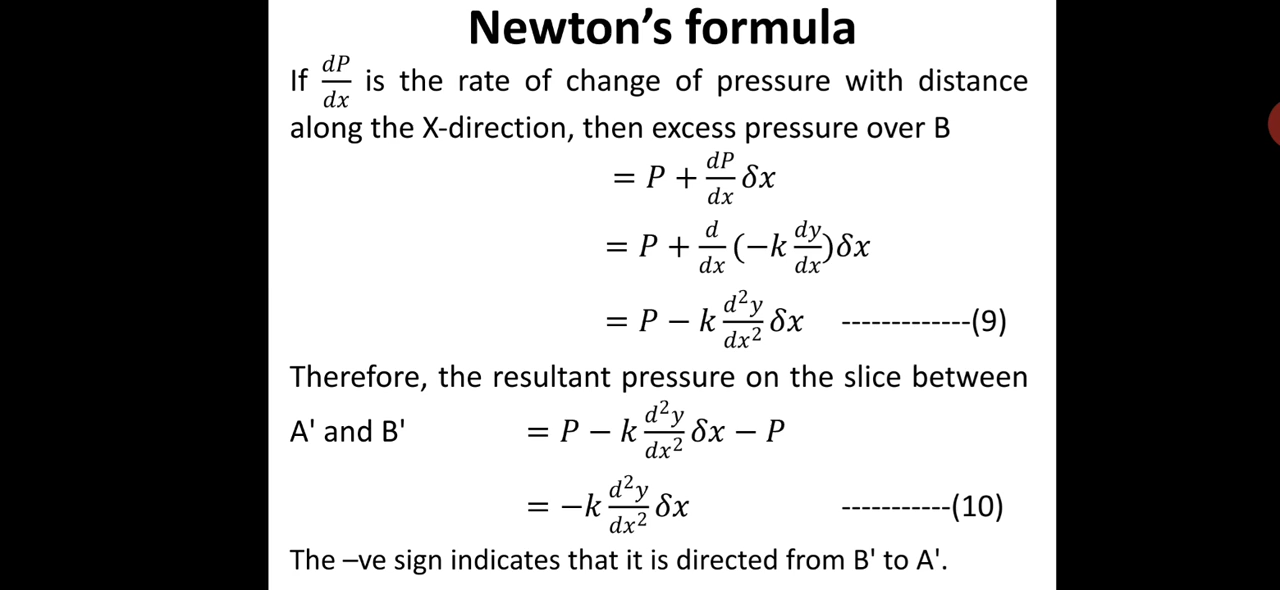 Newton's formula
If dP/dx is the rate of change of pressure with distance
along the X-direction, then excess pressure over B
= P + dP/dx δx
= P + d/dx (−k dy/dx)δx
= P − k d²y/dx² δx -------------(9)
Therefore, the resultant pressure on the slice between
A' and B' = P − k d²y/dx² δx − P
= −k d²y/dx² δx -----------(10)
The –ve sign indicates that it is directed from B' to A'.